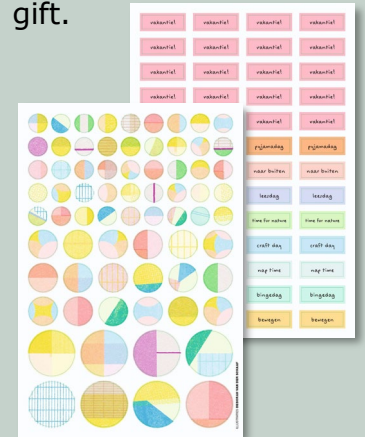 gift.
vakantie! vakantie! vakantie! vakantie!
vakantie! vakantie! vakantie! vakantie!
vakantie! vakantie! vakantie! vakantie!
vakantie! vakantie! vakantie! vakantie!
vakantie! vakantie!
pyjamadag pyjamadag
naar buiten naar buiten
leesdag leesdag
time for nature time for nature
craft day craft day
nap time nap time
bingedag bingedag
bewegen bewegen